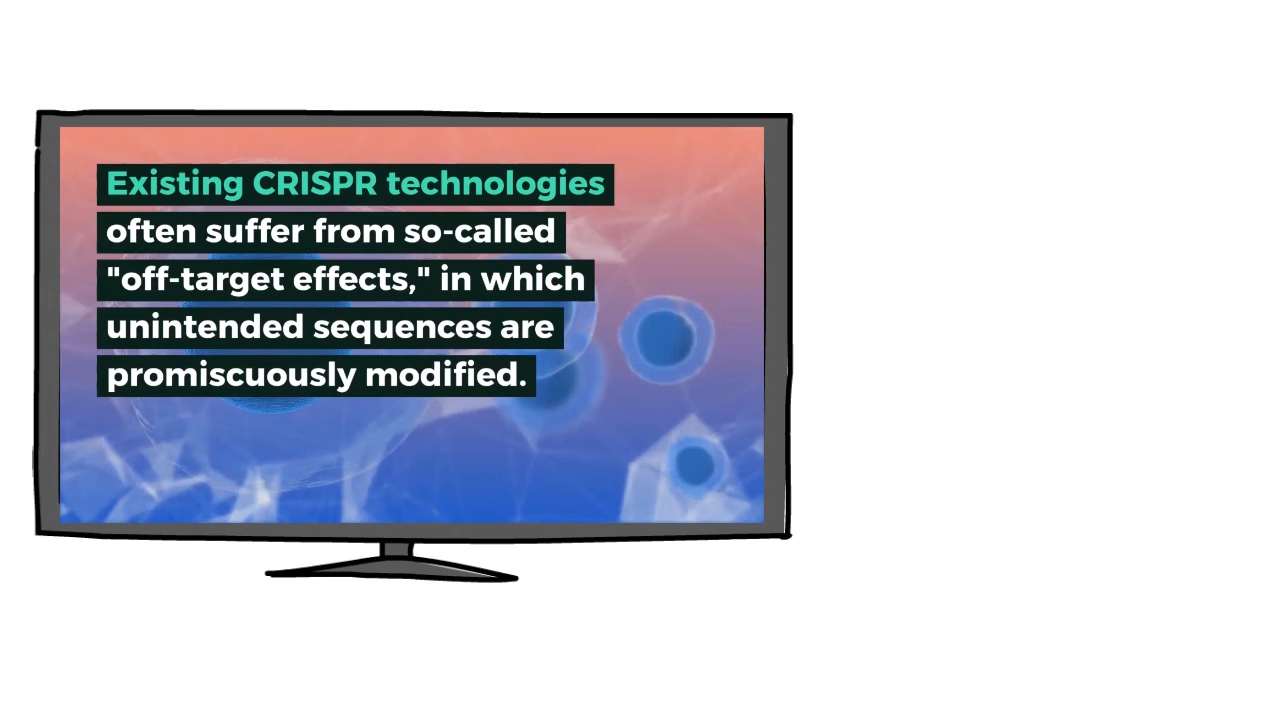 Existing CRISPR technologies
often suffer from so-called
"off-target effects," in which
unintended sequences are
promiscuously modified.